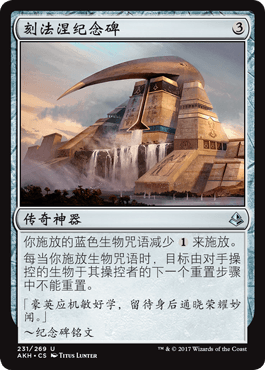 刻法涅纪念碑 3
传奇神器
你施放的蓝色生物咒语减少 1 来施放。
每当你施放生物咒语时，目标由对手操
控的生物于其操控者的下一个重置步骤
中不能重置。
「豪英应机敏好学，留待身后通晓荣耀妙
闻。」
～纪念碑铭文
231/269 U
AKH • CS TITUS LUNTER
™ & © 2017 Wizards of the Coast